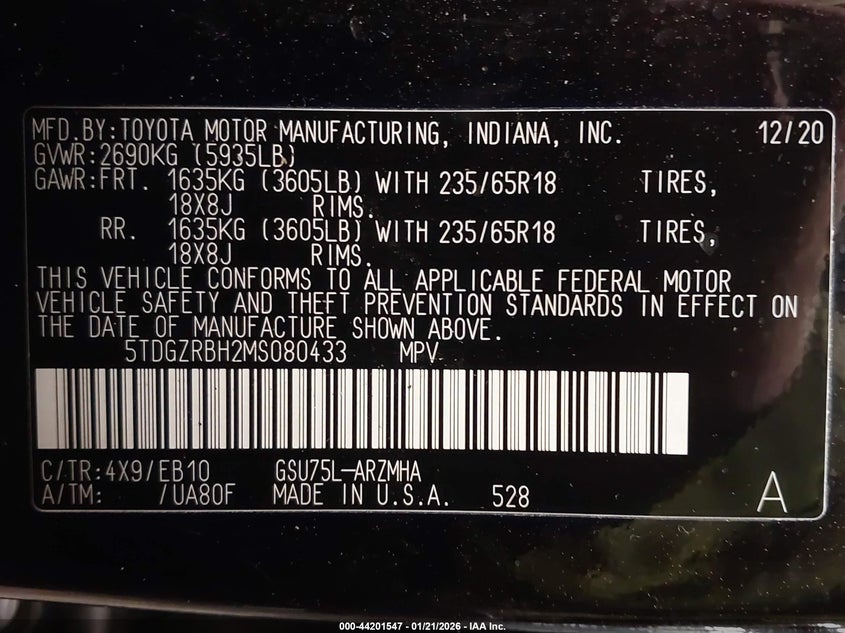 MFD.BY:TOYOTA MOTOR MANUFACTURING, INDIANA, INC. 12/20
GVWR:2690KG (5935LB)
GAWR:FRT. 1635KG (3605LB) WITH 235/65R18 TIRES,
18X8J RIMS.
RR. 1635KG (3605LB) WITH 235/65R18 TIRES,
18X8J RIMS.
THIS VEHICLE CONFORMS TO ALL APPLICABLE FEDERAL MOTOR
VEHICLE SAFETY AND THEFT PREVENTION STANDARDS IN EFFECT ON
THE DATE OF MANUFACTURE SHOWN ABOVE.
5TDGZRBH2MS080433 MPV
C/TR:4X9/EB10 GSU75L-ARZMHA
A/TM: /UA80F MADE IN U.S.A. 528 A
000-44201547 - 01/21/2026 - IAA Inc.